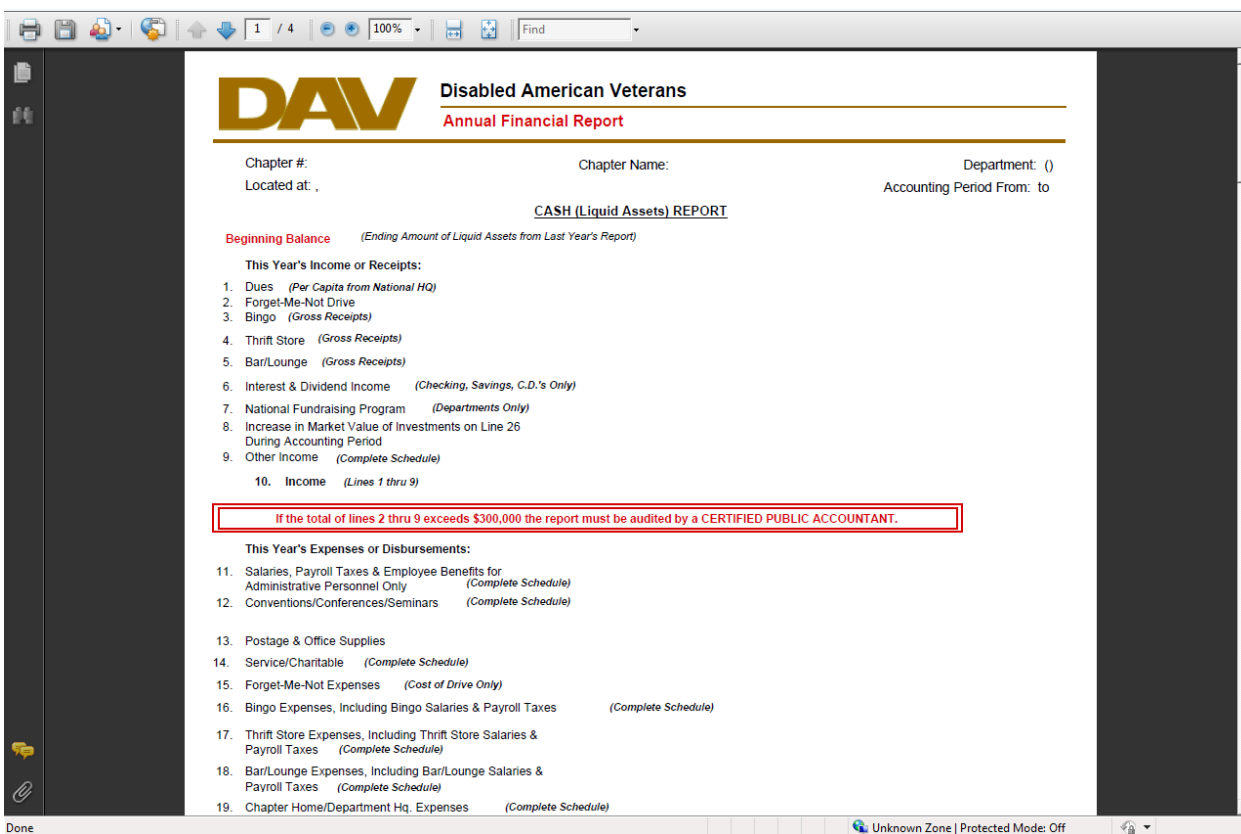 1 / 4 100% Find
DAV
Disabled American Veterans
Annual Financial Report
Chapter #: Chapter Name: Department: ()
Located at: , Accounting Period From: to
CASH (Liquid Assets) REPORT
Beginning Balance (Ending Amount of Liquid Assets from Last Year's Report)
This Year's Income or Receipts:
1. Dues (Per Capita from National HQ)
2. Forget-Me-Not Drive
3. Bingo (Gross Receipts)
4. Thrift Store (Gross Receipts)
5. Bar/Lounge (Gross Receipts)
6. Interest & Dividend Income (Checking, Savings, C.D.'s Only)
7. National Fundraising Program (Departments Only)
8. Increase in Market Value of Investments on Line 26
During Accounting Period
9. Other Income (Complete Schedule)
10. Income (Lines 1 thru 9)
If the total of lines 2 thru 9 exceeds $300,000 the report must be audited by a CERTIFIED PUBLIC ACCOUNTANT.
This Year's Expenses or Disbursements:
11. Salaries, Payroll Taxes & Employee Benefits for
Administrative Personnel Only (Complete Schedule)
12. Conventions/Conferences/Seminars (Complete Schedule)
13. Postage & Office Supplies
14. Service/Charitable (Complete Schedule)
15. Forget-Me-Not Expenses (Cost of Drive Only)
16. Bingo Expenses, Including Bingo Salaries & Payroll Taxes (Complete Schedule)
17. Thrift Store Expenses, Including Thrift Store Salaries &
Payroll Taxes (Complete Schedule)
18. Bar/Lounge Expenses, Including Bar/Lounge Salaries &
Payroll Taxes (Complete Schedule)
19. Chapter Home/Department Hq. Expenses (Complete Schedule)
Done Unknown Zone | Protected Mode: Off